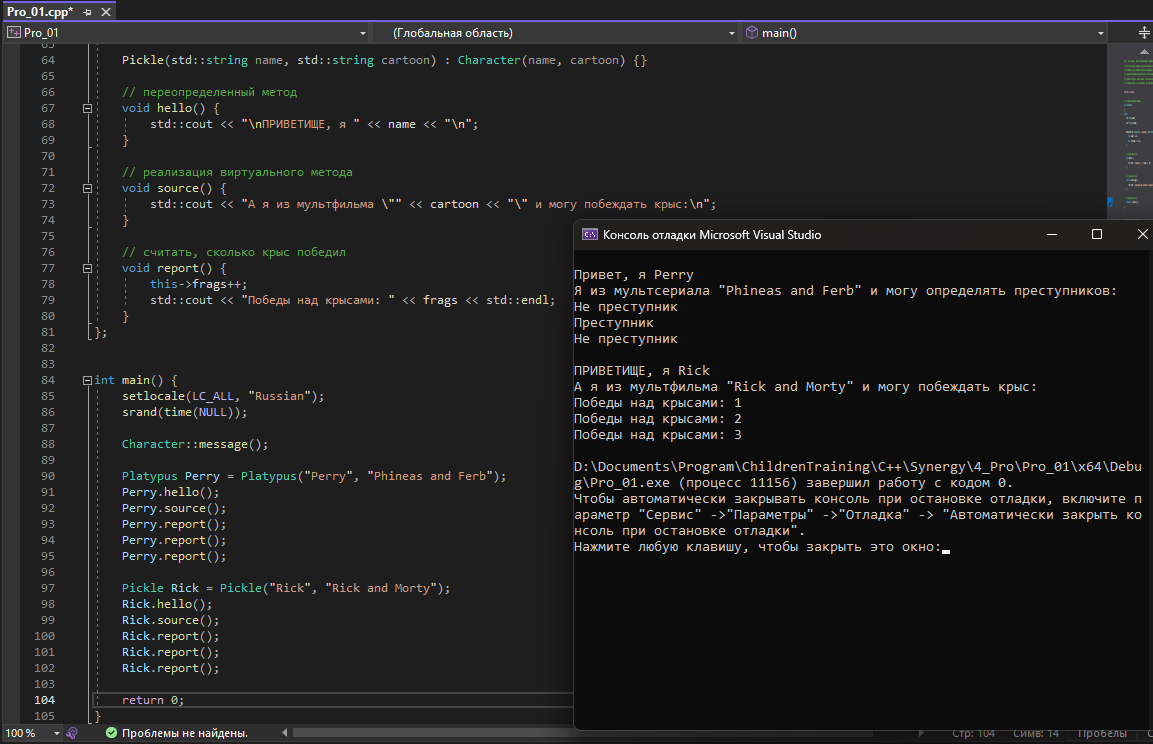 Pro_01.cpp*
Pro_01
(Глобальная область)
main()
64 Pickle(std::string name, std::string cartoon) : Character(name, cartoon) {}
65
66 // переопределенный метод
67 void hello() {
68 std::cout << "\nПРИВЕТИЩЕ, я " << name << "\n";
69 }
70
71 // реализация виртуального метода
72 void source() {
73 std::cout << "А я из мультфильма \"" << cartoon << "\" и могу побеждать крыс:\n";
74 }
75
76 // считать, сколько крыс победил
77 void report() {
78 this->frags++;
79 std::cout << "Победы над крысами: " << frags << std::endl;
80 }
81 };
82
83
84 int main() {
85 setlocale(LC_ALL, "Russian");
86 srand(time(NULL));
87
88 Character::message();
89
90 Platypus Perry = Platypus("Perry", "Phineas and Ferb");
91 Perry.hello();
92 Perry.source();
93 Perry.report();
94 Perry.report();
95 Perry.report();
96
97 Pickle Rick = Pickle("Rick", "Rick and Morty");
98 Rick.hello();
99 Rick.source();
100 Rick.report();
101 Rick.report();
102 Rick.report();
103
104 return 0;
105 }
Консоль отладки Microsoft Visual Studio
Привет, я Perry
Я из мультсериала "Phineas and Ferb" и могу определять преступников:
Не преступник
Преступник
Не преступник
ПРИВЕТИЩЕ, я Rick
А я из мультфильма "Rick and Morty" и могу побеждать крыс:
Победы над крысами: 1
Победы над крысами: 2
Победы над крысами: 3
D:\Documents\Program\ChildrenTraining\C++\Synergy\4_Pro\Pro_01\x64\Debu
g\Pro_01.exe (процесс 11156) завершил работу с кодом 0.
Чтобы автоматически закрывать консоль при остановке отладки, включите п
араметр "Сервис" ->"Параметры" ->"Отладка" -> "Автоматически закрыть ко
нсоль при остановке отладки".
Нажмите любую клавишу, чтобы закрыть это окно:
100 %
Проблемы не найдены.
Стр: 104
Симв: 14
Пробелы